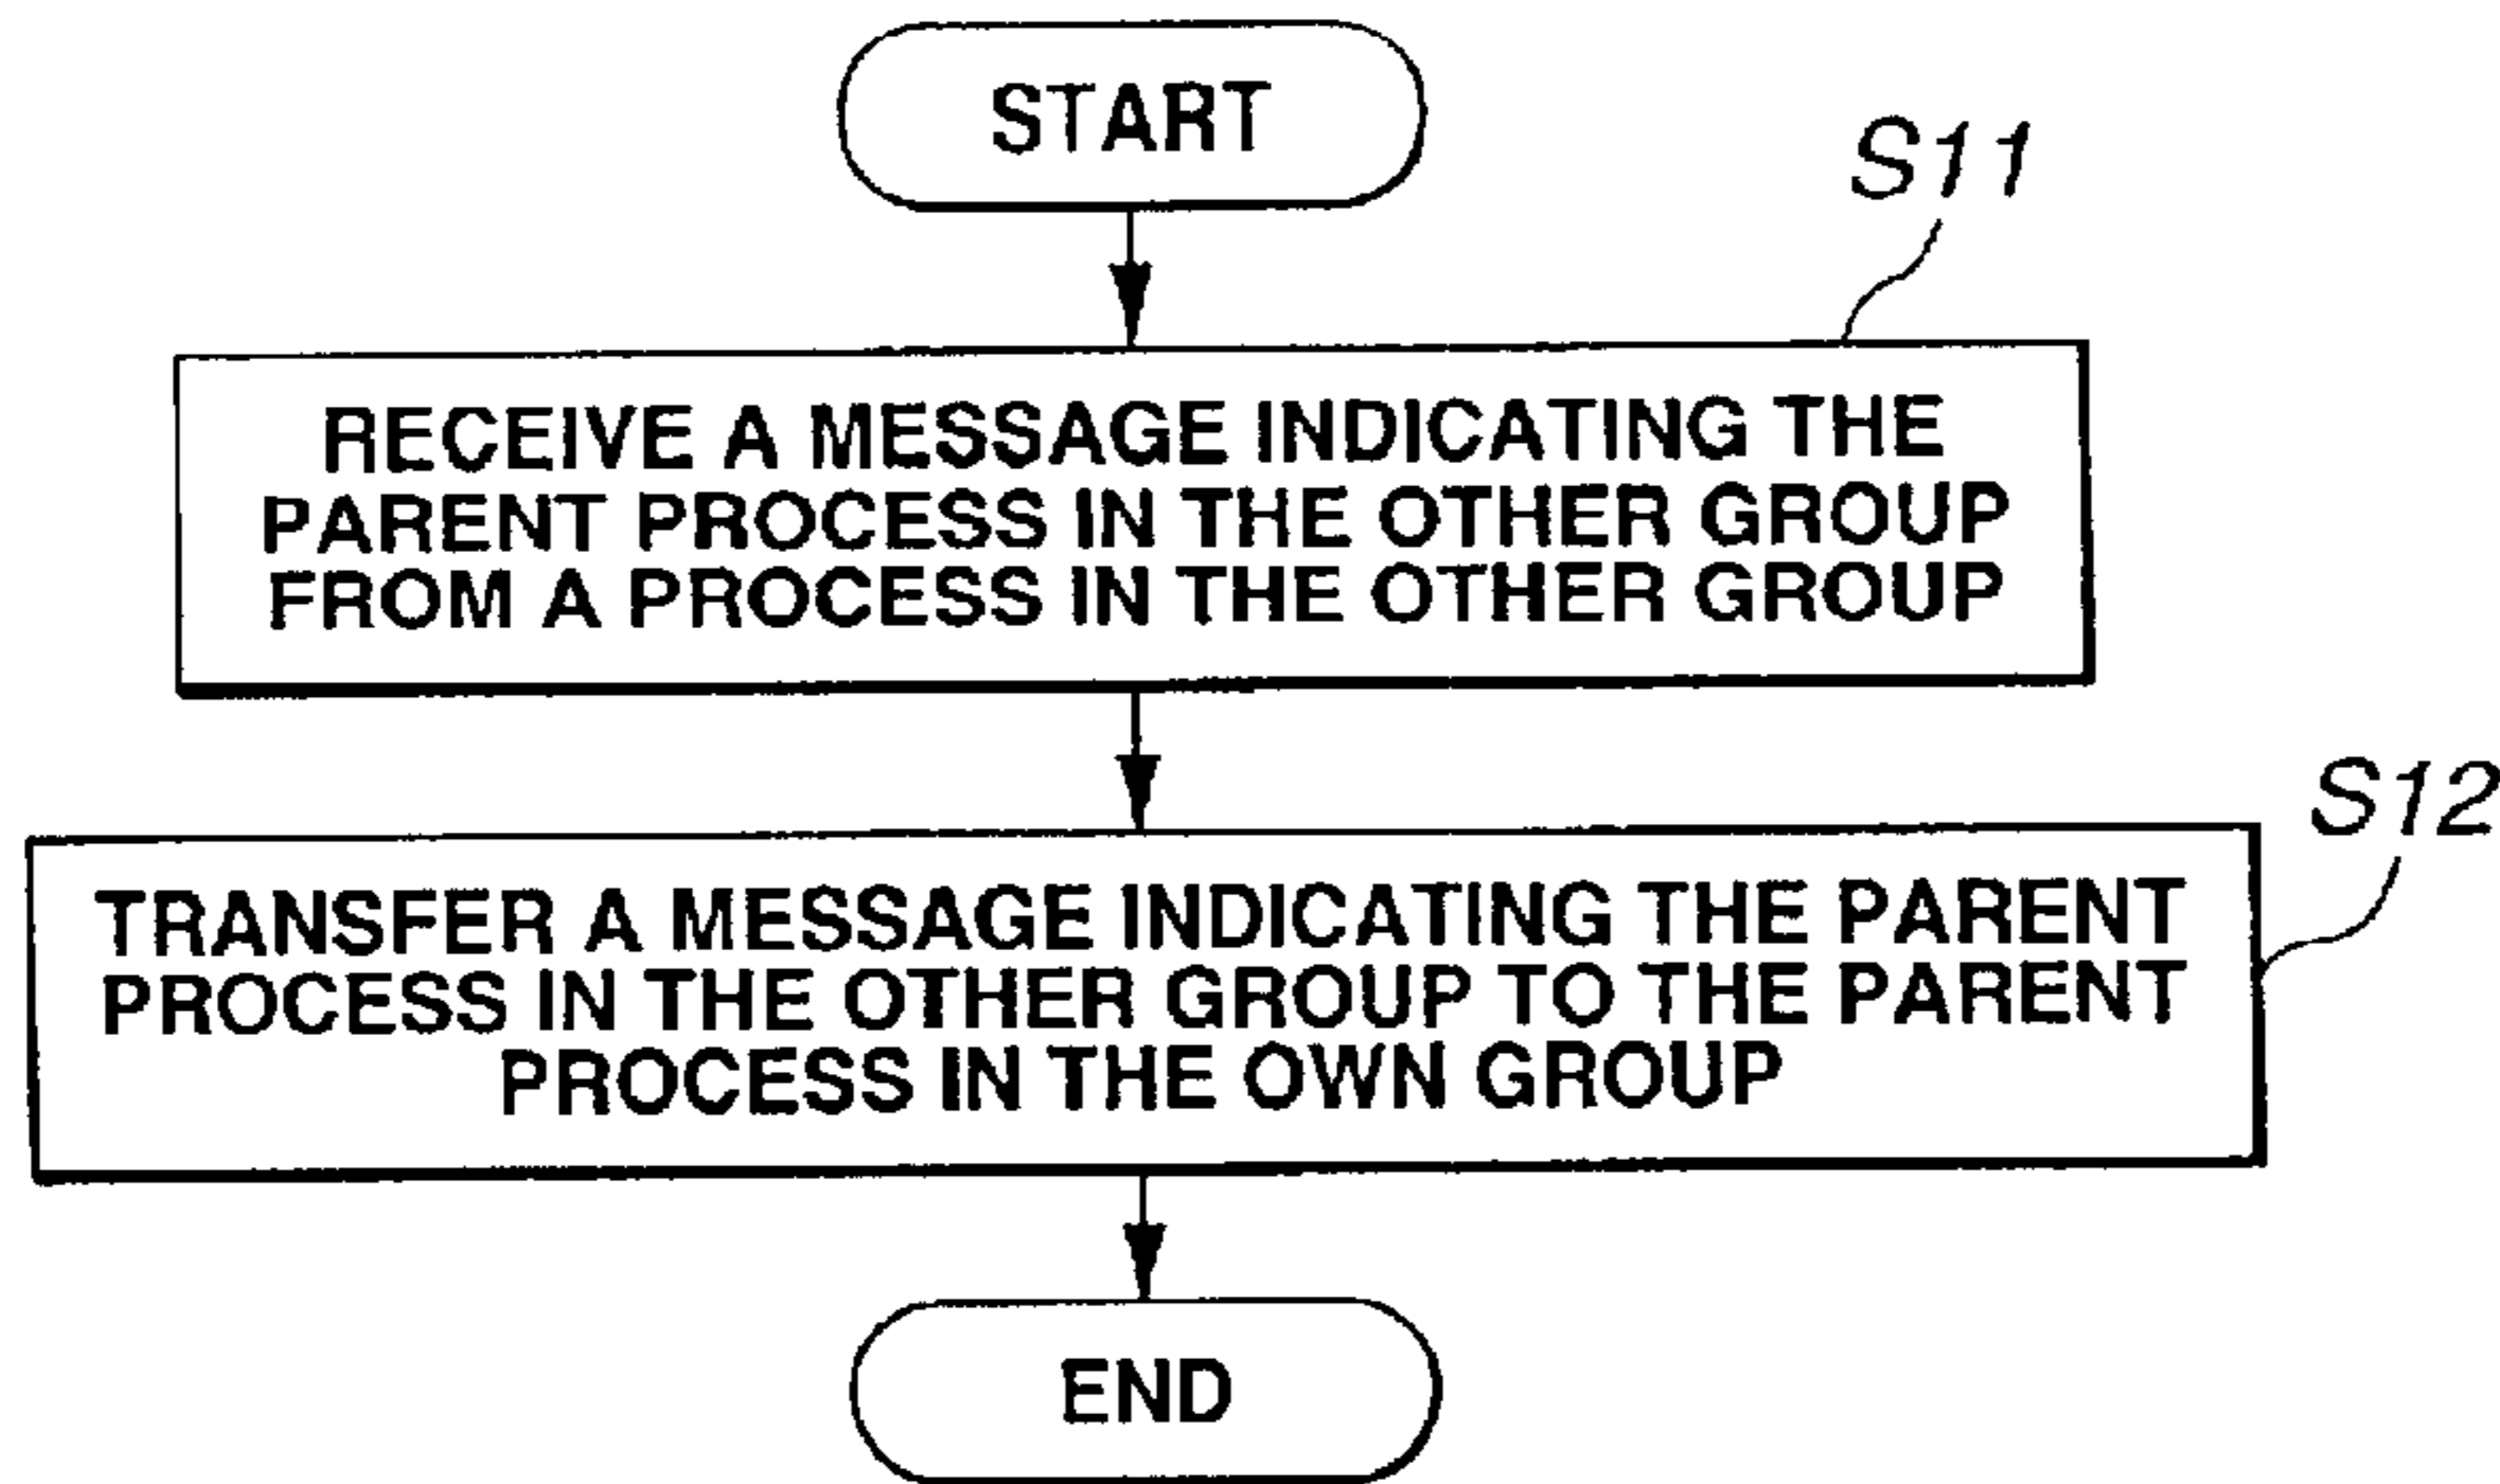 START
S11
RECEIVE A MESSAGE INDICATING THE
PARENT PROCESS IN THE OTHER GROUP
FROM A PROCESS IN THE OTHER GROUP
S12
TRANSFER A MESSAGE INDICATING THE PARENT
PROCESS IN THE OTHER GROUP TO THE PARENT
PROCESS IN THE OWN GROUP
END